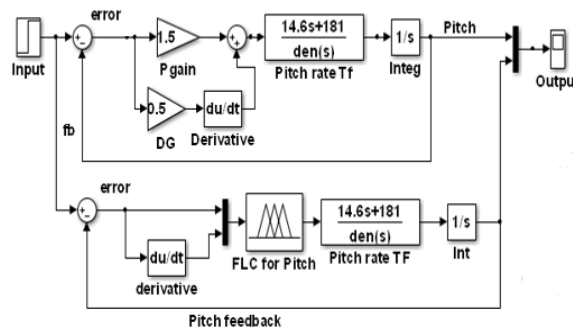 error
Input
1.5
Pgain
14.6s+181
den(s)
Pitch rate Tf
1/s
Integ
Pitch
Output
0.5
DG
du/dt
Derivative
fb
error
du/dt
derivative
FLC for Pitch
14.6s+181
den(s)
Pitch rate TF
1/s
Int
Pitch feedback